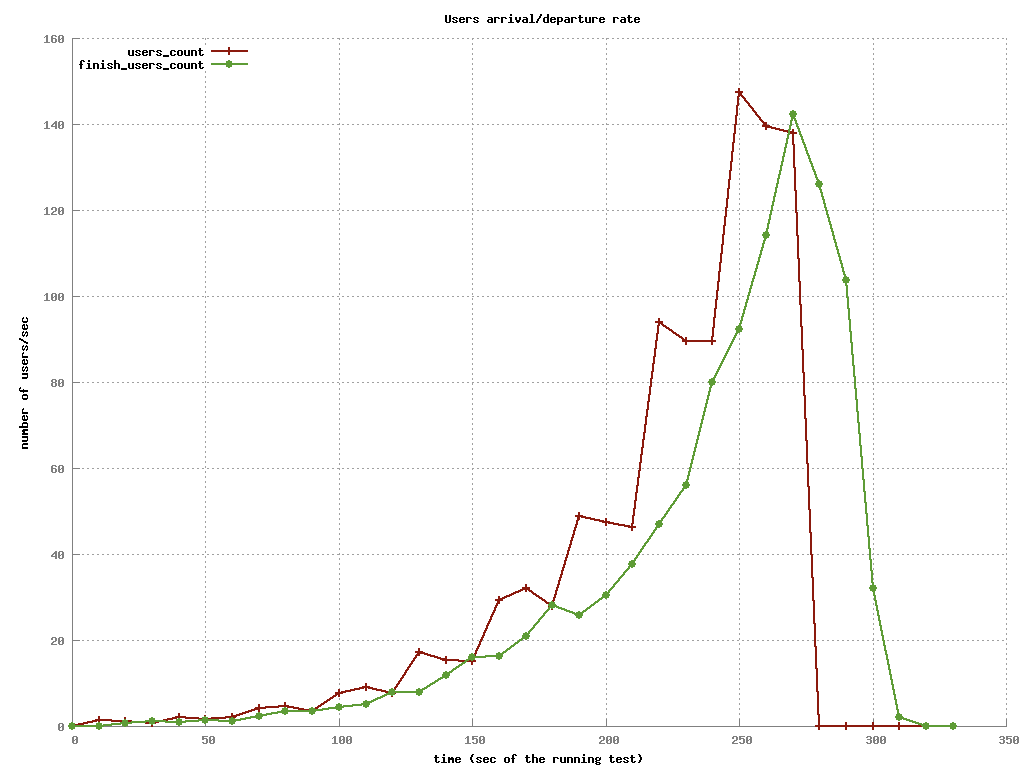 Users arrival/departure rate
users_count
finish_users_count
160
140
120
100
80
60
40
20
0
number of users/sec
0 50 100 150 200 250 300 350
time (sec of the running test)